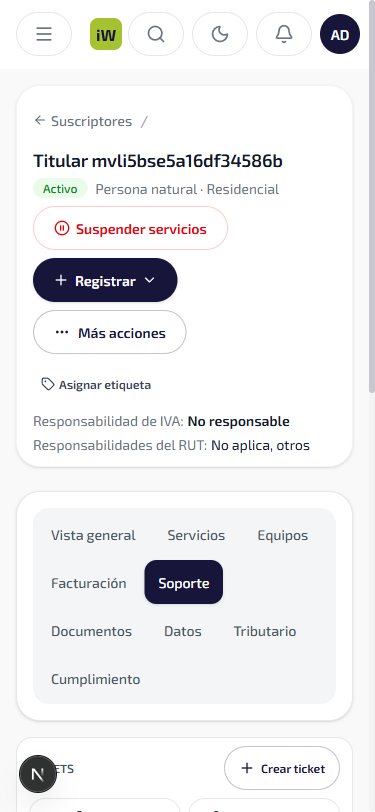 iW
AD
Suscriptores /
Titular mvli5bse5a16df34586b
Activo Persona natural · Residencial
Suspender servicios
Registrar
Más acciones
Asignar etiqueta
Responsabilidad de IVA: No responsable
Responsabilidades del RUT: No aplica, otros
Vista general Servicios Equipos
Facturación Soporte
Documentos Datos Tributario
Cumplimiento
N
Crear ticket